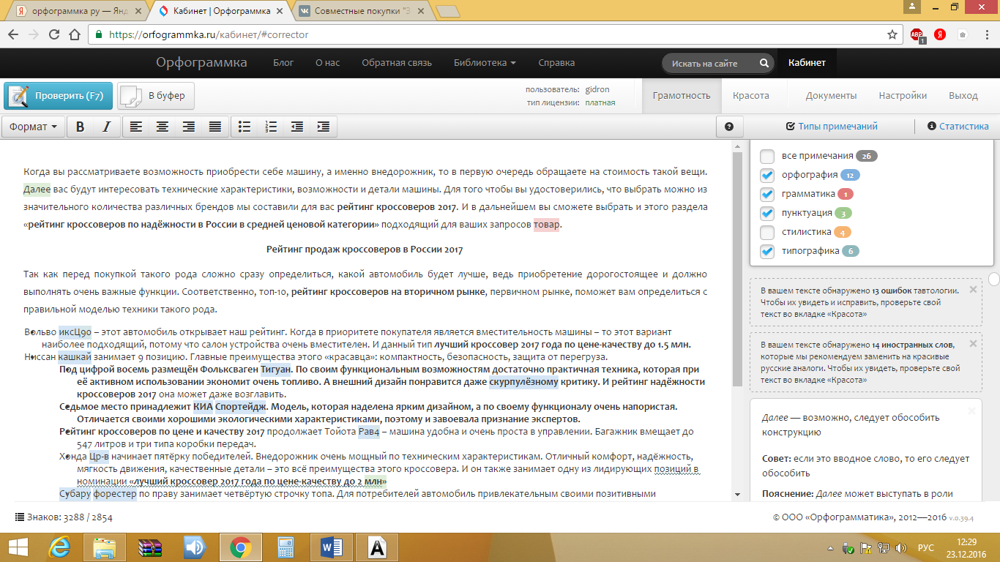 орфограммка ру — Янд
Кабинет | Орфограммка
Совместные покупки "З
https://orfogrammka.ru/кабинет/#corrector
ABP
1
Я
Орфограммка
Блог
О нас
Обратная связь
Библиотека
Справка
Искать на сайте
Кабинет
Проверить (F7)
В буфер
пользователь: gidron
тип лицензии: платная
Грамотность
Красота
Документы
Настройки
Выход
Формат
B
I
Типы примечаний
Статистика
Когда вы рассматриваете возможность приобрести себе машину, а именно внедорожник, то в первую очередь обращаете на стоимость такой вещи.
Далее вас будут интересовать технические характеристики, возможности и детали машины. Для того чтобы вы удостоверились, что выбрать можно из
значительного количества различных брендов мы составили для вас рейтинг кроссоверов 2017. И в дальнейшем вы сможете выбрать и этого раздела
«рейтинг кроссоверов по надёжности в России в средней ценовой категории» подходящий для ваших запросов товар.
Рейтинг продаж кроссоверов в России 2017
Так как перед покупкой такого рода сложно сразу определиться, какой автомобиль будет лучше, ведь приобретение дорогостоящее и должно
выполнять очень важные функции. Соответственно, топ-10, рейтинг кроссоверов на вторичном рынке, первичном рынке, поможет вам определиться с
правильной моделью техники такого рода.
Вольво иксЦ90 – этот автомобиль открывает наш рейтинг. Когда в приоритете покупателя является вместительность машины – то этот вариант
наиболее подходящий, потому что салон устройства очень вместителен. И данный тип лучший кроссовер 2017 года по цене-качеству до 1.5 млн.
Ниссан кашкай занимает 9 позицию. Главные преимущества этого «красавца»: компактность, безопасность, защита от перегруза.
Под цифрой восемь размещён Фольксваген Тигуан. По своим функциональным возможностям достаточно практичная техника, которая при
её активном использовании экономит очень топливо. А внешний дизайн понравится даже скурпулёзному критику. И рейтинг надёжности
кроссоверов 2017 она может даже возглавить.
Седьмое место принадлежит КИА Спортейдж. Модель, которая наделена ярким дизайном, а по своему функционалу очень напористая.
Отличается своими хорошими экологическими характеристиками, поэтому и завоевала признание экспертов.
Рейтинг кроссоверов по цене и качеству 2017 продолжает Тойота Рав4 – машина удобна и очень проста в управлении. Багажник вмещает до
547 литров и три типа коробки передач.
Хонда Цр-в начинает пятёрку победителей. Внедорожник очень мощный по техническим характеристикам. Отличный комфорт, надёжность,
мягкость движения, качественные детали – это всё преимущества этого кроссовера. И он также занимает одну из лидирующих позиций в
номинации «лучший кроссовер 2017 года по цене-качеству до 2 млн»
Субару форестер по праву занимает четвёртую строчку топа. Для потребителей автомобиль привлекательным своими позитивными
все примечания 26
орфография 12
грамматика 1
пунктуация 3
стилистика 4
типографика 6
В вашем тексте обнаружено 13 ошибок тавтологии.
Чтобы их увидеть и исправить, проверьте свой
текст во вкладке «Красота»
В вашем тексте обнаружено 14 иностранных слов,
которые мы рекомендуем заменить на красивые
русские аналоги. Чтобы их увидеть, проверьте свой
текст во вкладке «Красота»
Далее — возможно, следует обособить
конструкцию
Совет: если это вводное слово, то его следует
обособить
Пояснение: Далее может выступать в роли
Знаков: 3288 / 2854
© ООО «Орфограмматика», 2012—2016 v.0.39.4
РУС
12:29
23.12.2016